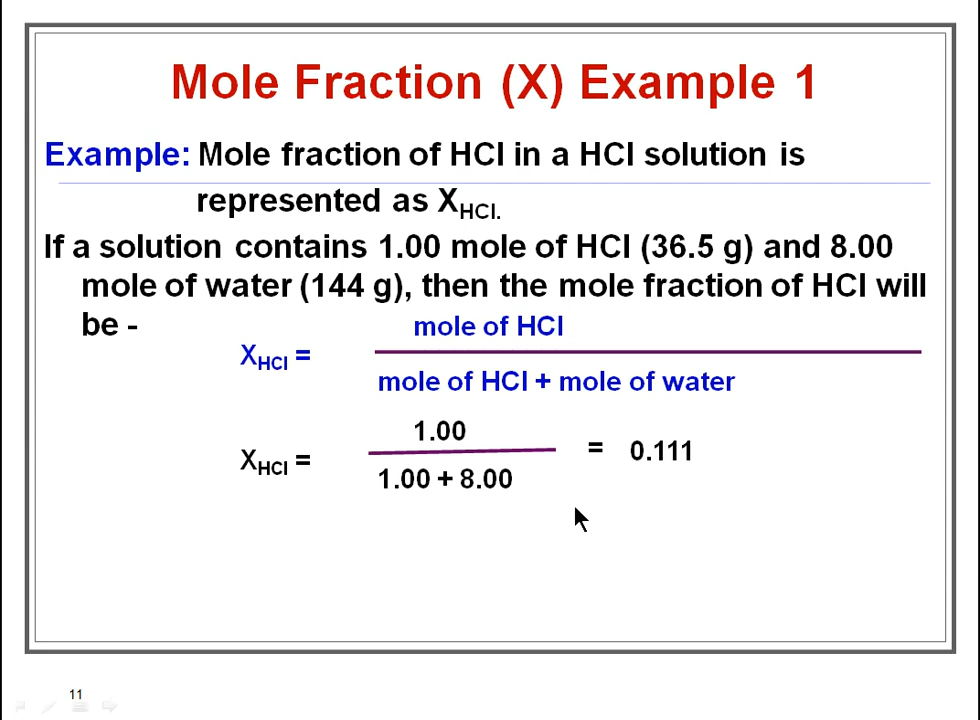 Mole Fraction (X) Example 1
Example: Mole fraction of HCl in a HCl solution is
represented as XHCl.
If a solution contains 1.00 mole of HCl (36.5 g) and 8.00
mole of water (144 g), then the mole fraction of HCl will
be -
mole of HCl
XHCl =
mole of HCl + mole of water
1.00
XHCl = = 0.111
1.00 + 8.00
11